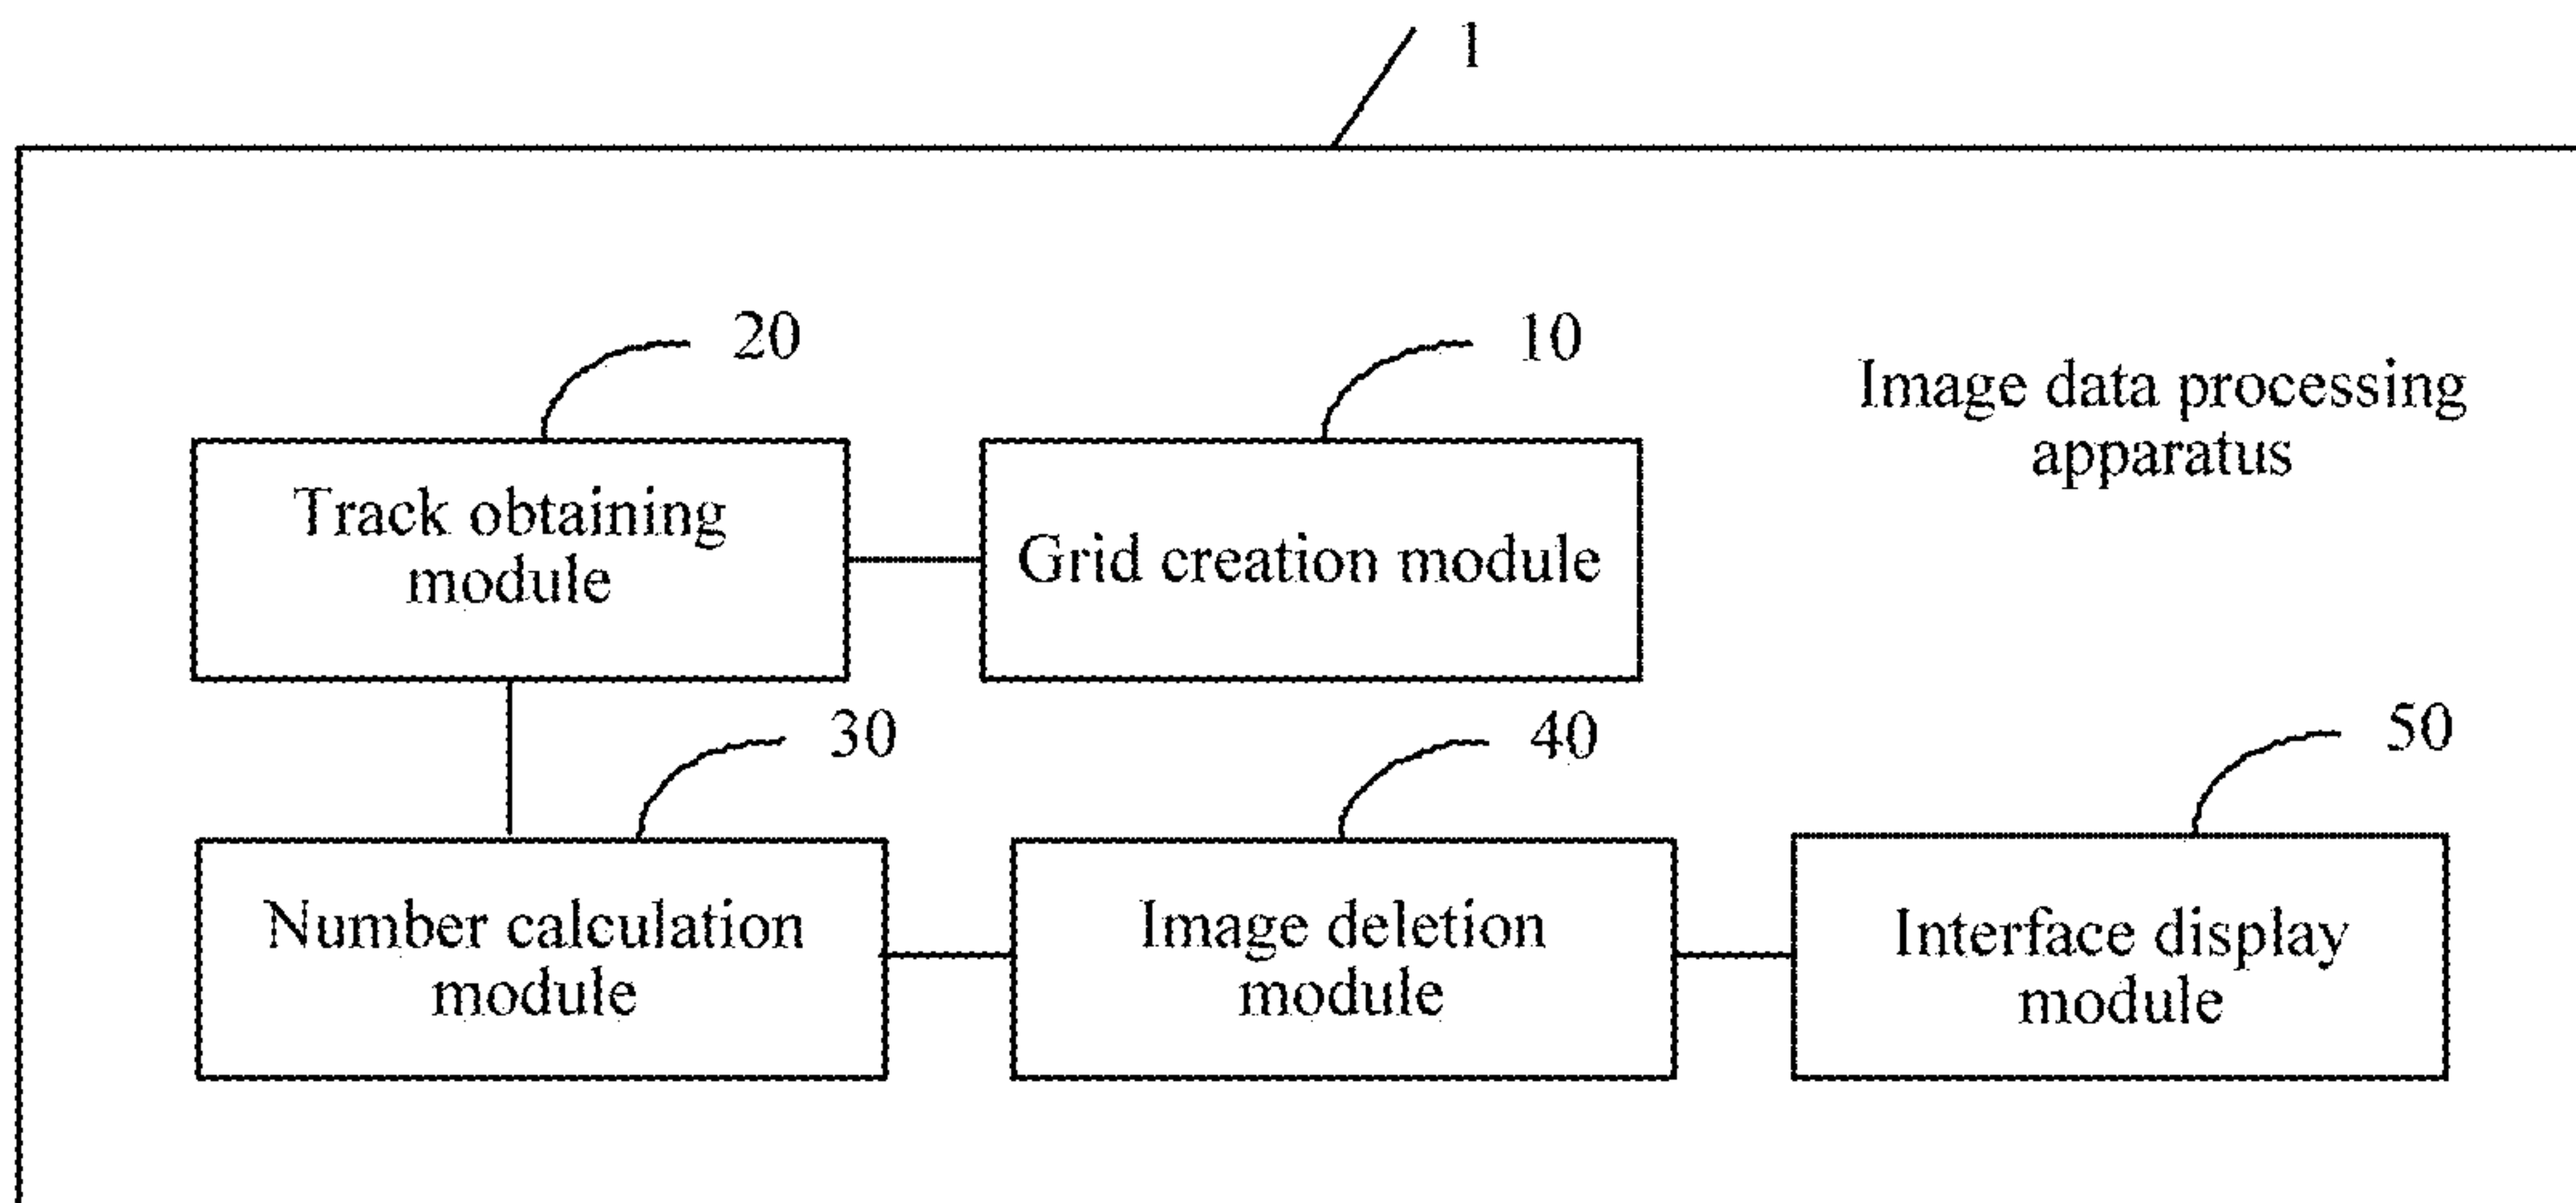 1
20
10
Image data processing
apparatus
Track obtaining
module
Grid creation module
30
40
50
Number calculation
module
Image deletion
module
Interface display
module